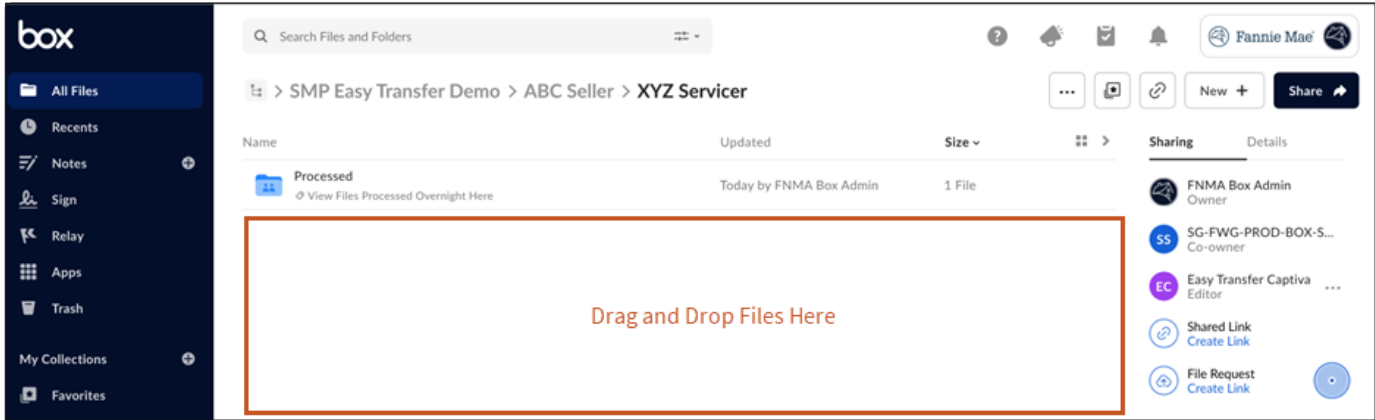 box
All Files
Recents
Notes
Sign
Relay
Apps
Trash
My Collections
Favorites
Search Files and Folders
Fannie Mae
> SMP Easy Transfer Demo > ABC Seller > XYZ Servicer
... New + Share
Name Updated Size
Processed
View Files Processed Overnight Here
Today by FNMA Box Admin 1 File
Drag and Drop Files Here
Sharing Details
FNMA Box Admin
Owner
SS SG-FWG-PROD-BOX-S...
Co-owner
EC Easy Transfer Captiva ...
Editor
Shared Link
Create Link
File Request
Create Link